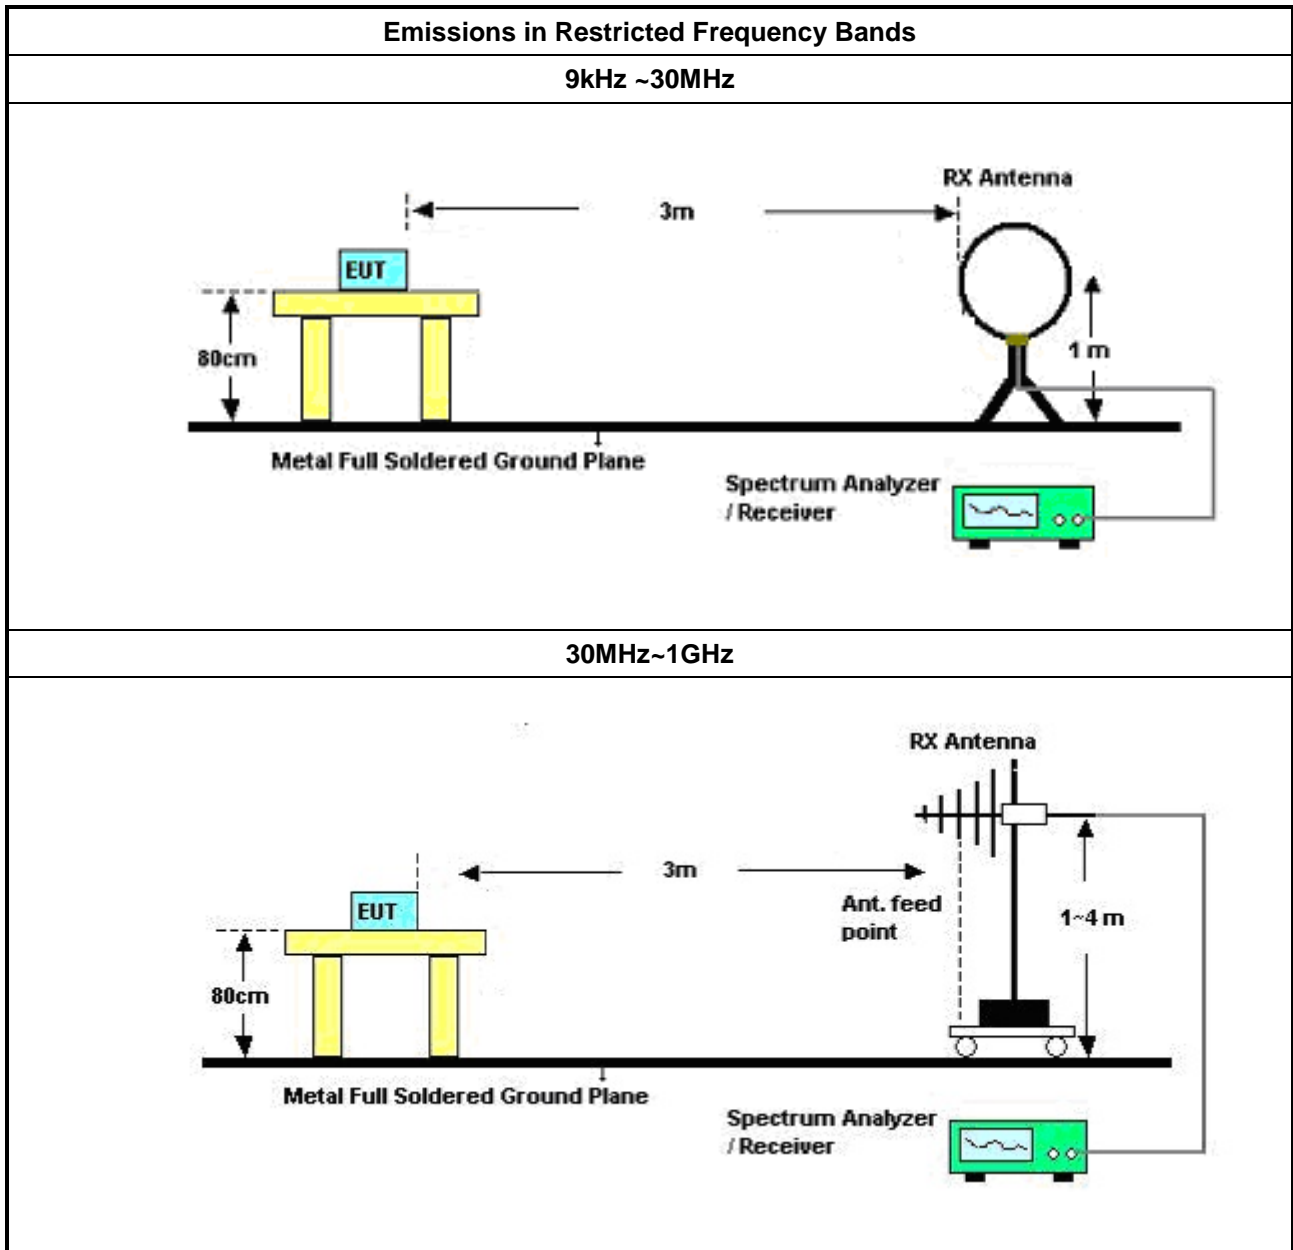 Emissions in Restricted Frequency Bands
9kHz ~30MHz
RX Antenna
3m
EUT
80cm
1 m
Metal Full Soldered Ground Plane
Spectrum Analyzer
/ Receiver
30MHz~1GHz
RX Antenna
3m
Ant. feed
point
EUT
1~4 m
80cm
Metal Full Soldered Ground Plane
Spectrum Analyzer
/ Receiver